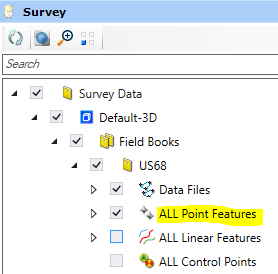 Survey
Search
Survey Data
Default-3D
Field Books
US68
Data Files
ALL Point Features
ALL Linear Features
ALL Control Points